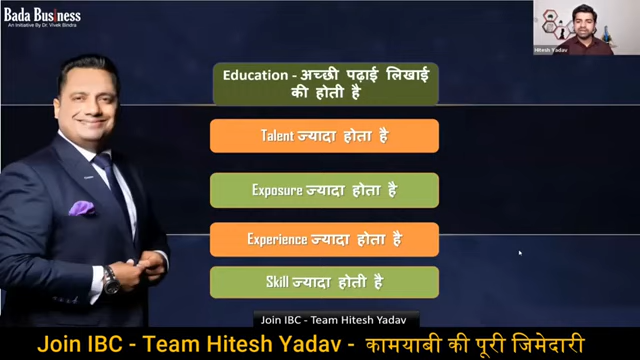 Bada Business
An Initiative By Dr. Vivek Bindra
Hitesh Yadav
Education - अच्छी पढ़ाई लिखाई
की होती है
Talent ज्यादा होता है
Exposure ज्यादा होता है
Experience ज्यादा होता है
Skill ज्यादा होती है
Join IBC - Team Hitesh Yadav
Join IBC - Team Hitesh Yadav - कामयाबी की पूरी जिमेदारी